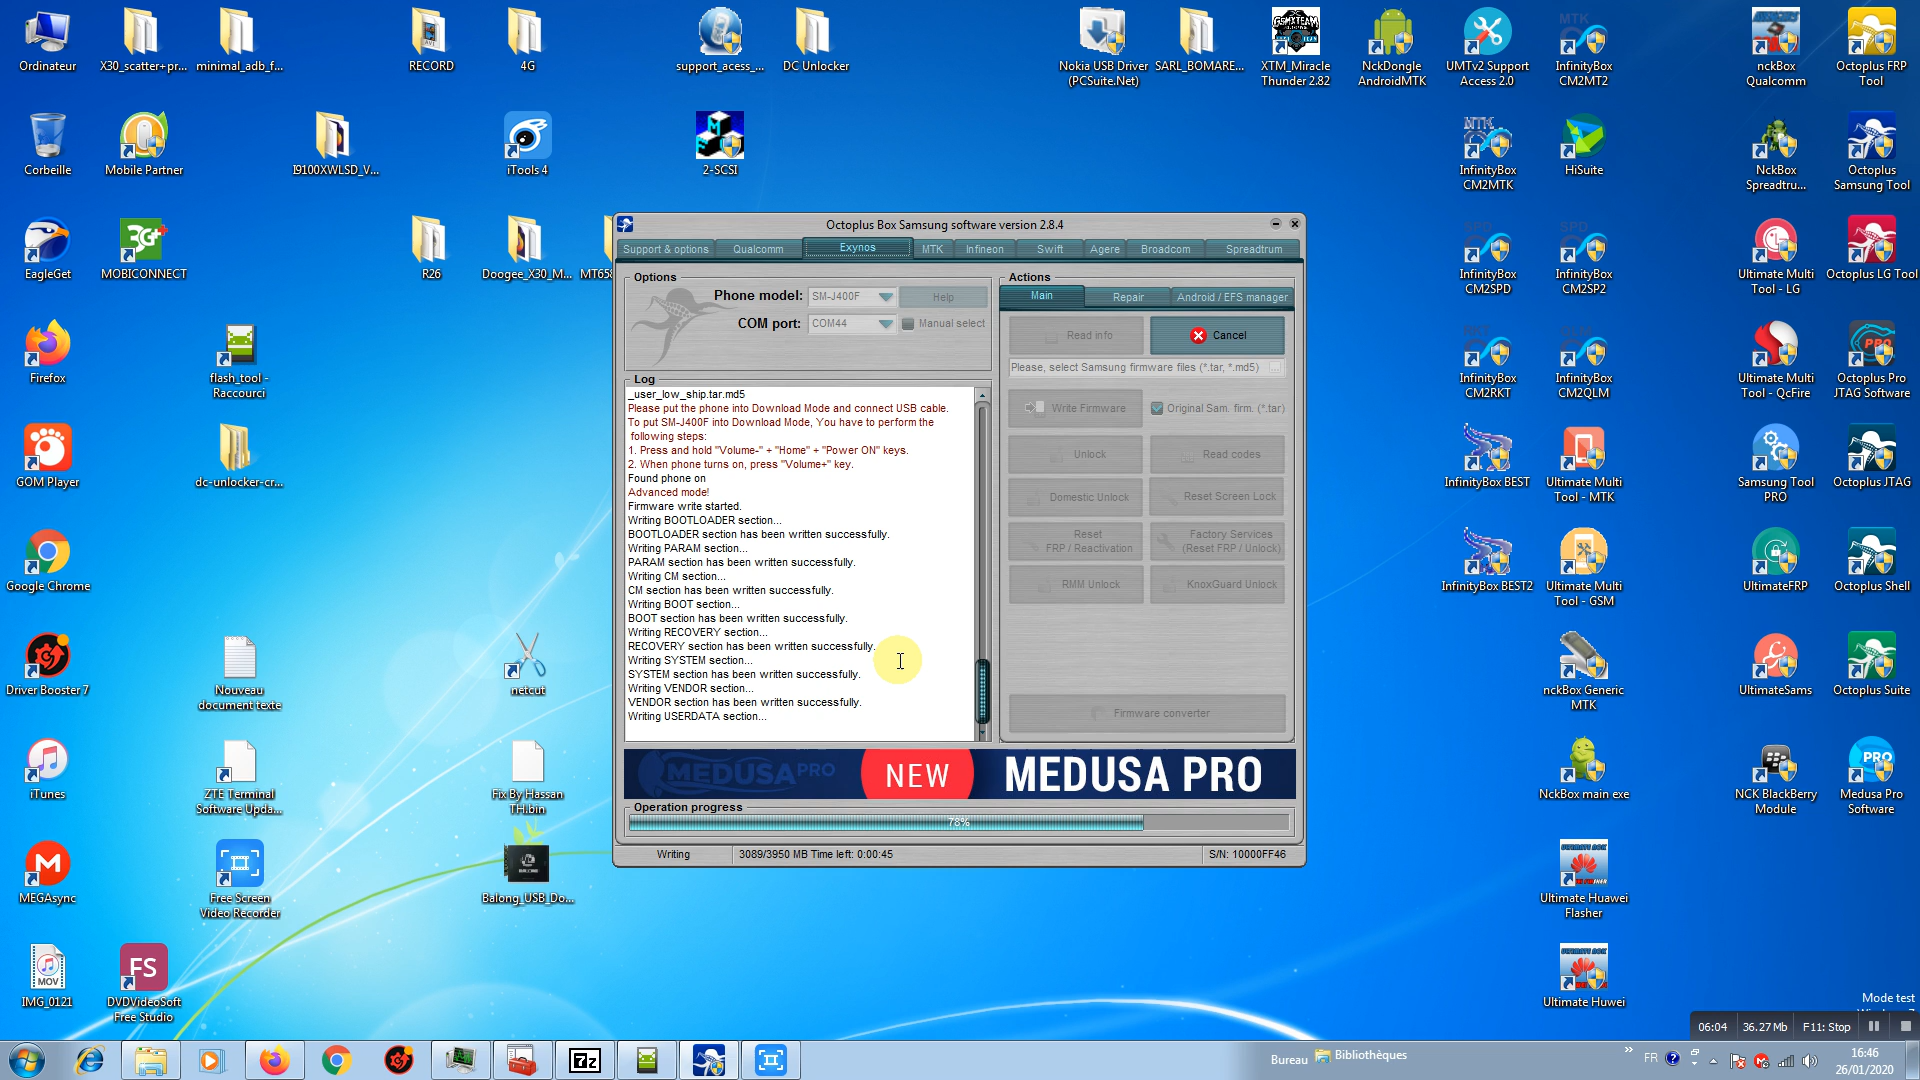 Ordinateur
X30_scatter+pr...
minimal_adb_f...
RECORD
4G
support_acess_...
DC Unlocker
Nokia USB Driver
(PCSuite.Net)
SARL_BOMARE...
XTM_Miracle
Thunder 2.82
NckDongle
AndroidMTK
UMTv2 Support
Access 2.0
InfinityBox
CM2MT2
nckBox
Qualcomm
Octoplus FRP
Tool
Corbeille
Mobile Partner
I9100XWLSD_V...
iTools 4
2-SCSI
InfinityBox
CM2MTK
HiSuite
NckBox
Spreadtru...
Octoplus
Samsung Tool
EagleGet
MOBICONNECT
R26
Doogee_X30_M...
MT658
InfinityBox
CM2SPD
InfinityBox
CM2SP2
Ultimate Multi
Tool - LG
Octoplus LG Tool
Firefox
flash_tool -
Raccourci
InfinityBox
CM2RKT
InfinityBox
CM2QLM
Ultimate Multi
Tool - QcFire
Octoplus Pro
JTAG Software
GOM Player
dc-unlocker-cr...
InfinityBox BEST
Ultimate Multi
Tool - MTK
Samsung Tool
PRO
Octoplus JTAG
Google Chrome
InfinityBox BEST2
Ultimate Multi
Tool - GSM
UltimateFRP
Octoplus Shell
Driver Booster 7
Nouveau
document texte
netcut
nckBox Generic
MTK
UltimateSams
Octoplus Suite
iTunes
ZTE Terminal
Software Upda...
Fix By Hassan
TH.bin
NckBox main exe
NCK BlackBerry
Module
Medusa Pro
Software
MEGAsync
Free Screen
Video Recorder
Balong_USB_Do...
Ultimate Huawei
Flasher
IMG_0121
DVDVideoSoft
Free Studio
Ultimate Huwei
Octoplus Box Samsung software version 2.8.4
Support & options
Qualcomm
Exynos
MTK
Infineon
Swift
Agere
Broadcom
Spreadtrum
Options
Phone model:
SM-J400F
Help
COM port:
COM44
Manual select
Log
_user_low_ship.tar.md5
Please put the phone into Download Mode and connect USB cable.
To put SM-J400F into Download Mode, You have to perform the
following steps:
1. Press and hold "Volume-" + "Home" + "Power ON" keys.
2. When phone turns on, press "Volume+" key.
Found phone on
Advanced mode!
Firmware write started.
Writing BOOTLOADER section...
BOOTLOADER section has been written successfully.
Writing PARAM section...
PARAM section has been written successfully.
Writing CM section...
CM section has been written successfully.
Writing BOOT section...
BOOT section has been written successfully.
Writing RECOVERY section...
RECOVERY section has been written successfully.
Writing SYSTEM section...
SYSTEM section has been written successfully.
Writing VENDOR section...
VENDOR section has been written successfully.
Writing USERDATA section...
Actions
Main
Repair
Android / EFS manager
Read info
Cancel
Please, select Samsung firmware files (*.tar, *.md5)
Write Firmware
Original Sam. firm. (*.tar)
Unlock
Read codes
Domestic Unlock
Reset Screen Lock
Reset
FRP / Reactivation
Factory Services
(Reset FRP / Unlock)
RMM Unlock
KnoxGuard Unlock
Firmware converter
MEDUSA PRO
NEW
MEDUSA PRO
Operation progress
78%
Writing
3089/3950 MB Time left: 0:00:45
S/N: 10000FF46
Mode test
06:04
36.27 Mb
F11: Stop
Bureau
Bibliothèques
FR
16:46
26/01/2020